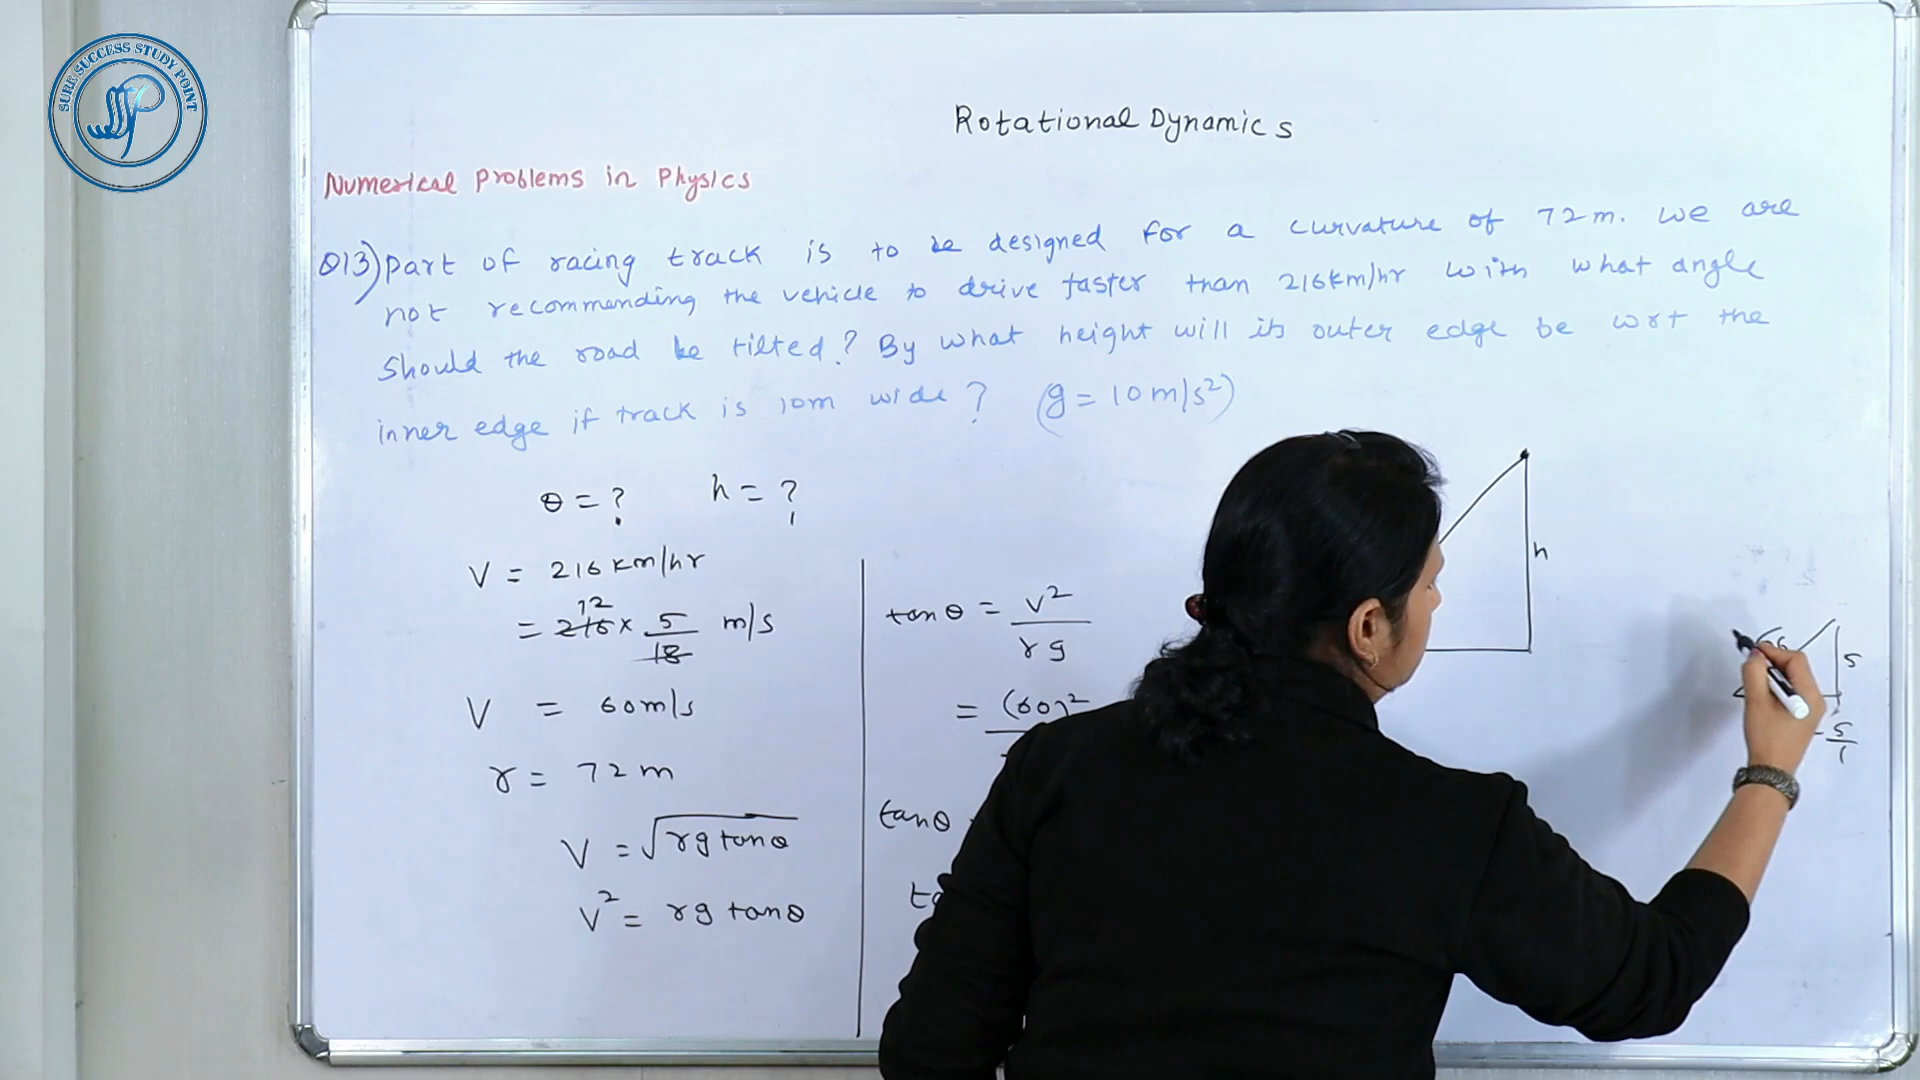 SURE SUCCESS STUDY POINT
Rotational Dynamics
Numerical Problems in Physics
Q13) Part of racing track is to be designed for a curvature of 72m. We are
not recommending the vehicle to drive faster than 216km/hr with what angle
should the road be tilted? By what height will its outer edge be wrt the
inner edge if track is 10m wide? (g = 10 m/s²)
θ = ? h = ?
V = 216 km/hr
= 216 × 5/18 m/s
12
V = 60m/s
r = 72 m
V = √rg tanθ
V² = rg tanθ
tanθ = V²/rg
= (60)²
tanθ
h
5
5/1